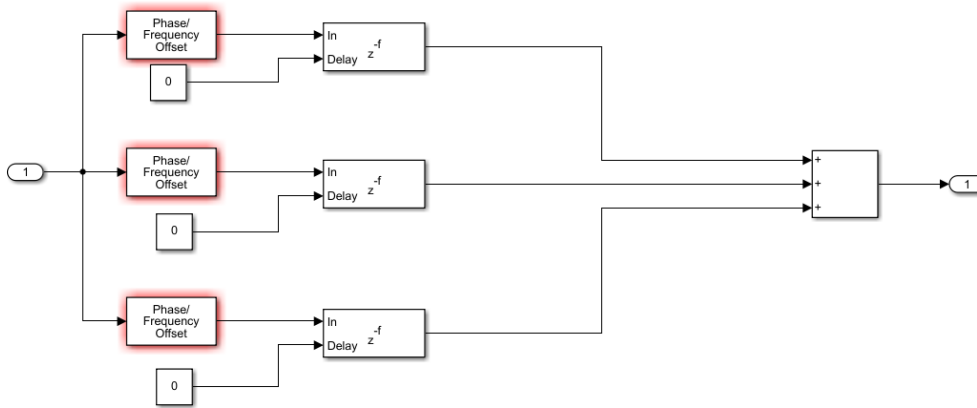 Phase/
Frequency
Offset
In
Delay
z-f
0
+
1
Phase/
Frequency
Offset
In
Delay
z-f
+
1
+
0
Phase/
Frequency
Offset
In
Delay
z-f
0